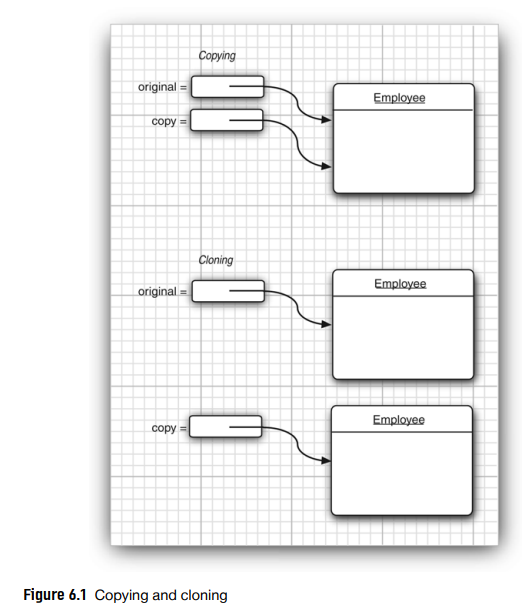 Copying
original =
Employee
copy =
Cloning
original =
Employee
copy =
Employee
Figure 6.1 Copying and cloning